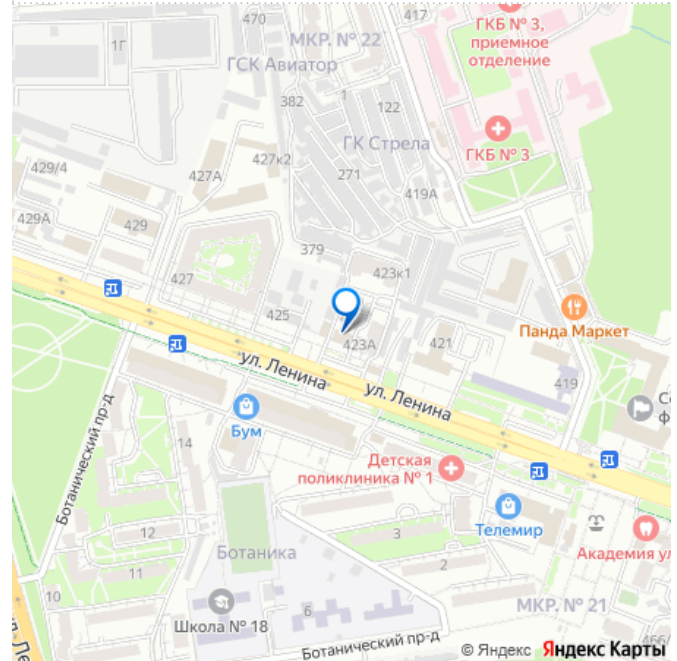 470
417
ГКБ № 3,
приемное
отделение
1Г
МКР. № 22
ГСК Авиатор
382
1
122
ГКБ № 3
ГК Стрела
427к2
429/4
427А
271
419А
429А
429
379
423к1
427
425
Панда Маркет
423А
421
ул. Ленина
419
ул. Ленина
Бум
Ботанический пр-д
14
Детская
поликлиника № 1
Телемир
12
3
Ботаника
Академия
11
2
10
6
МКР. № 21
Школа № 18
Ботанический пр-д
© Яндекс Яндекс Карты